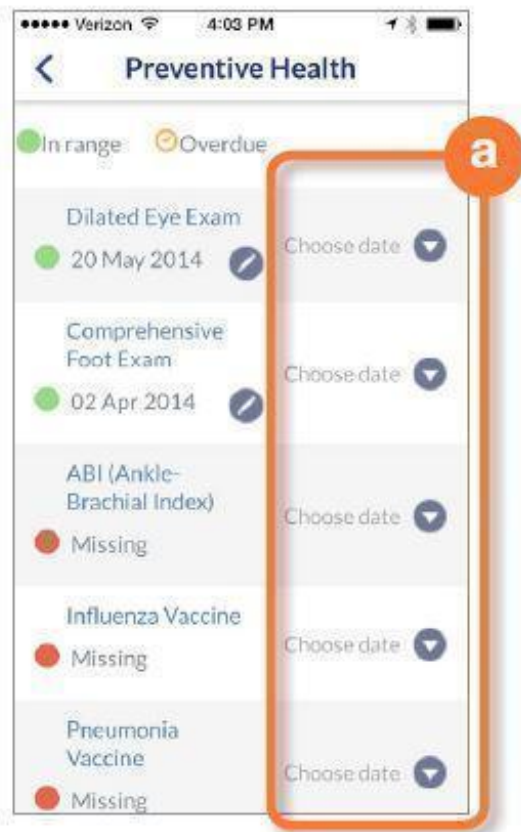 Verizon 4:03 PM
Preventive Health
In range Overdue
a
Dilated Eye Exam
20 May 2014
Choose date
Comprehensive
Foot Exam
02 Apr 2014
Choose date
ABI (Ankle-
Brachial Index)
Missing
Choose date
Influenza Vaccine
Missing
Choose date
Pneumonia
Vaccine
Missing
Choose date